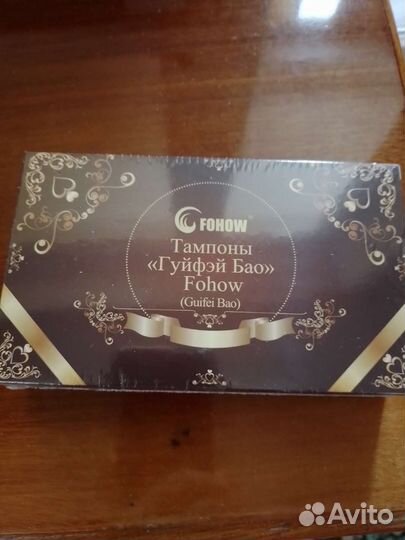 FOHOW
Тампоны
«Гуйфэй Бао»
Fohow
(Guifei Bao)
Avito